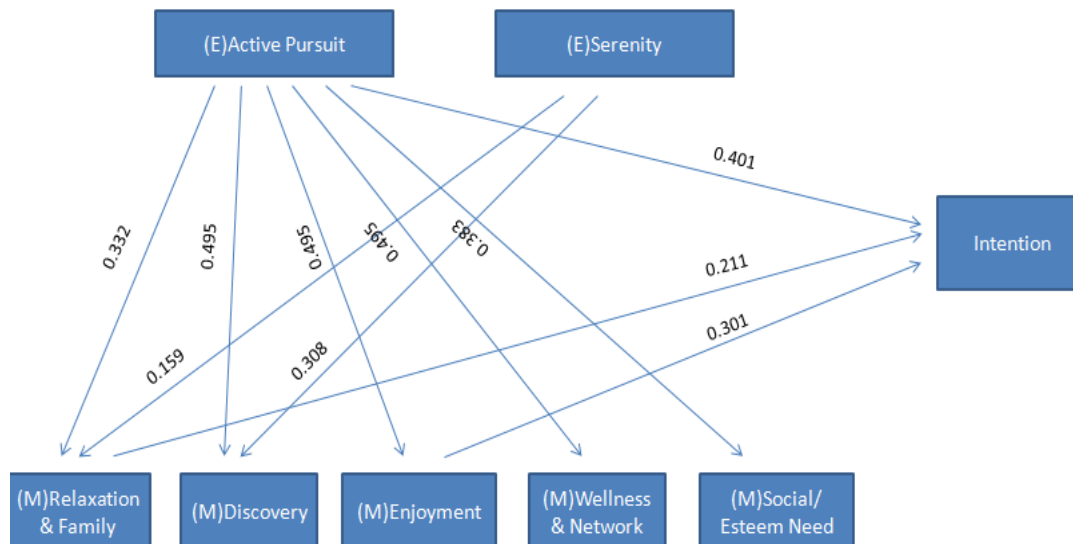 (E)Active Pursuit
(E)Serenity
0.401
Intention
0.332
0.495
0.495
0.495
0.383
0.211
0.301
0.159
0.308
(M)Relaxation
& Family
(M)Discovery
(M)Enjoyment
(M)Wellness
& Network
(M)Social/
Esteem Need